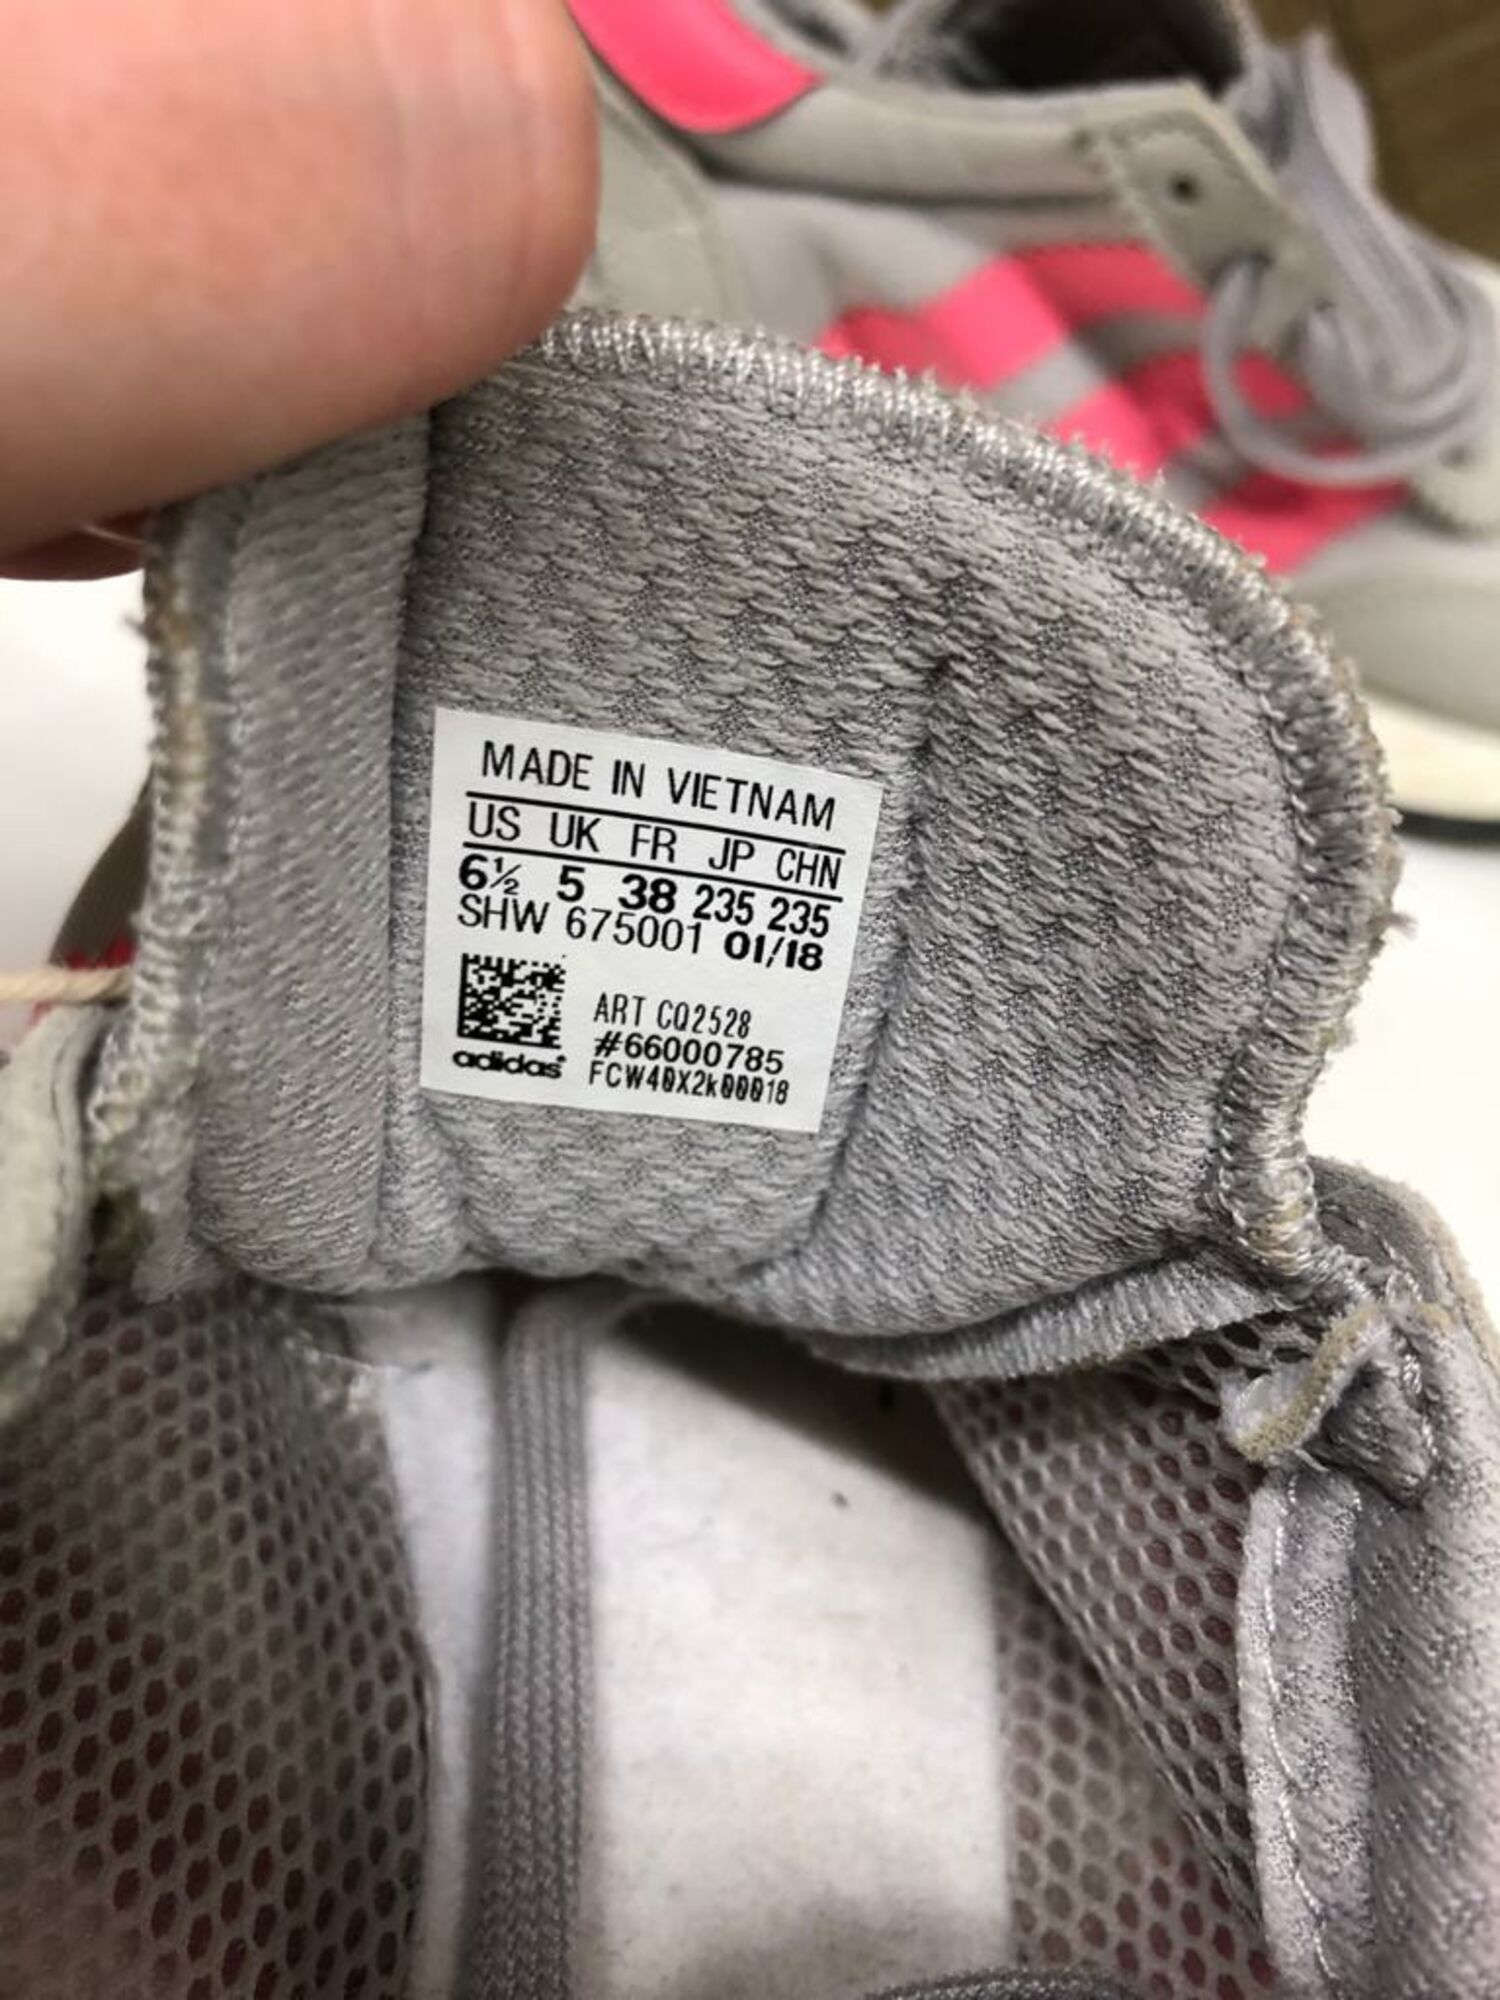 MADE IN VIETNAM
US UK FR JP CHN
6½ 5 38 235 235
SHW 675001 01/18
ART CQ2528
#66000785
adidas FCW40X2k00018